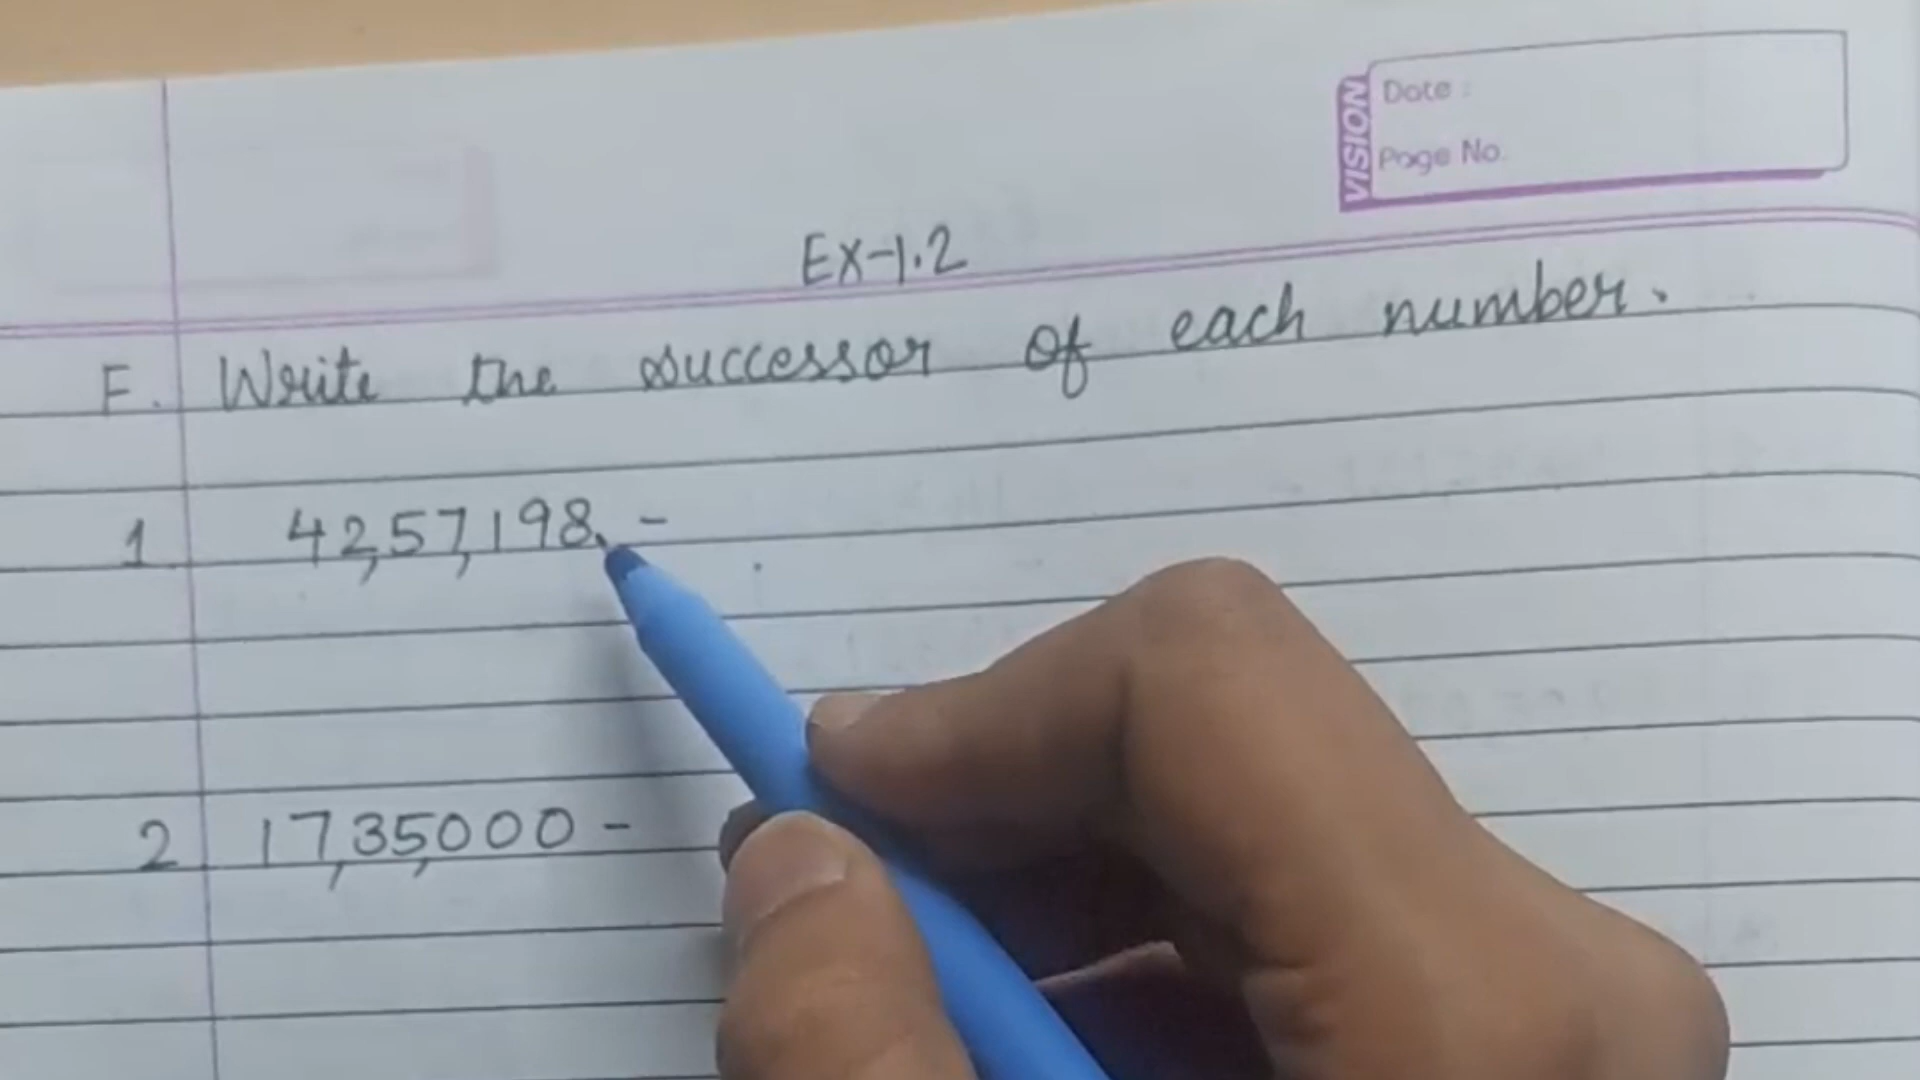 VISION
Date :
Page No.
Ex-1.2
F. Write the successor of each number.
1 42,57,198 -
2 17,35,000 -